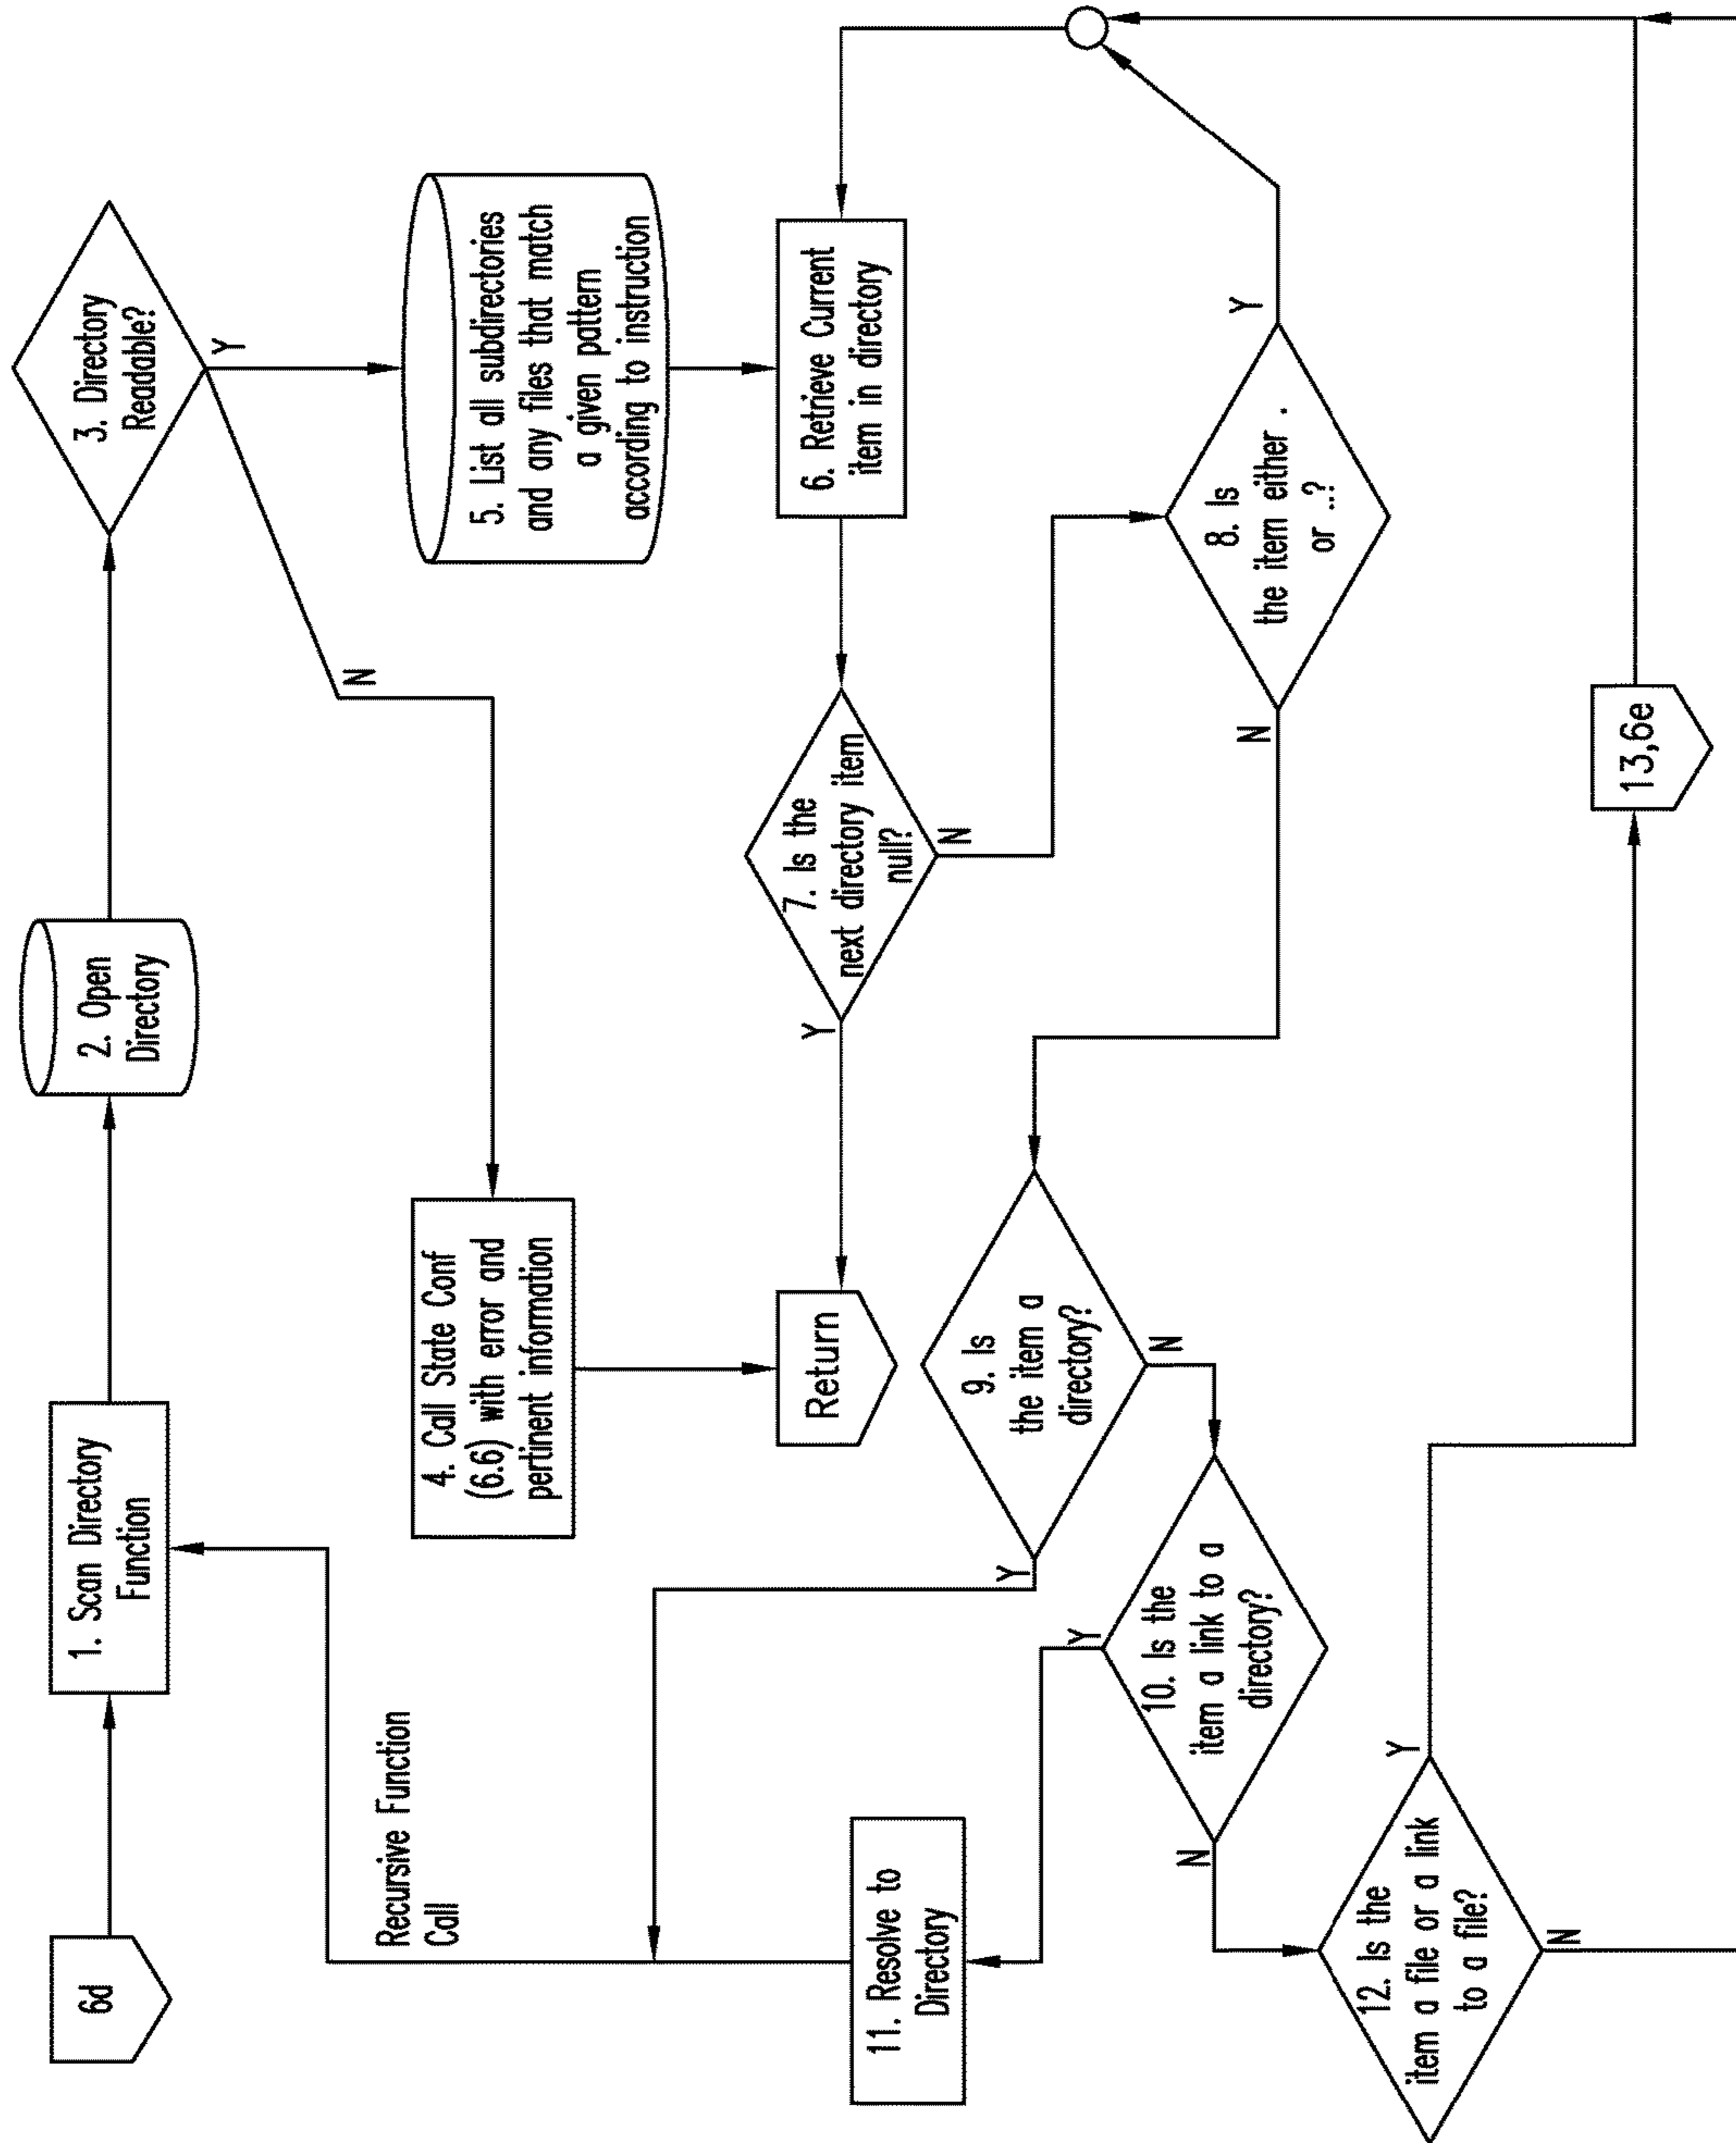 6d
1. Scan Directory
Function
2. Open
Directory
3. Directory
Readable?
Y
N
Recursive Function
Call
4. Call State Conf
(6.6) with error and
pertinent information
5. List all subdirectories
and any files that match
a given pattern
according to instruction
Return
Y
7. Is the
next directory item
null?
N
6. Retrieve Current
item in directory
11. Resolve to
Directory
Y
9. Is
the item a
directory?
N
N
8. Is
the item either .
or ..?
Y
Y
10. Is the
item a link to a
directory?
N
12. Is the
item a file or a link
to a file?
Y
N
13,6e